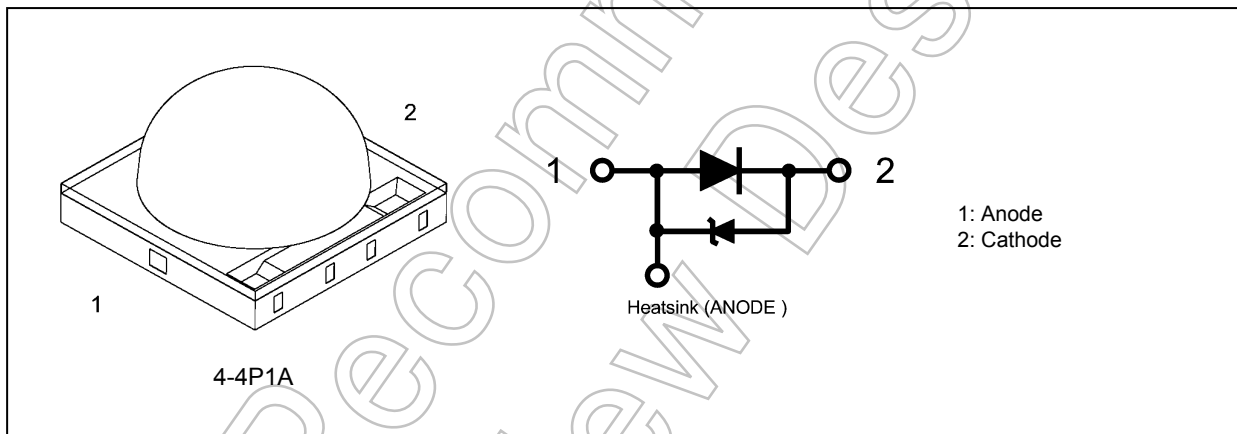 2
1
4-4P1A
1
2
Heatsink (ANODE )
1: Anode
2: Cathode